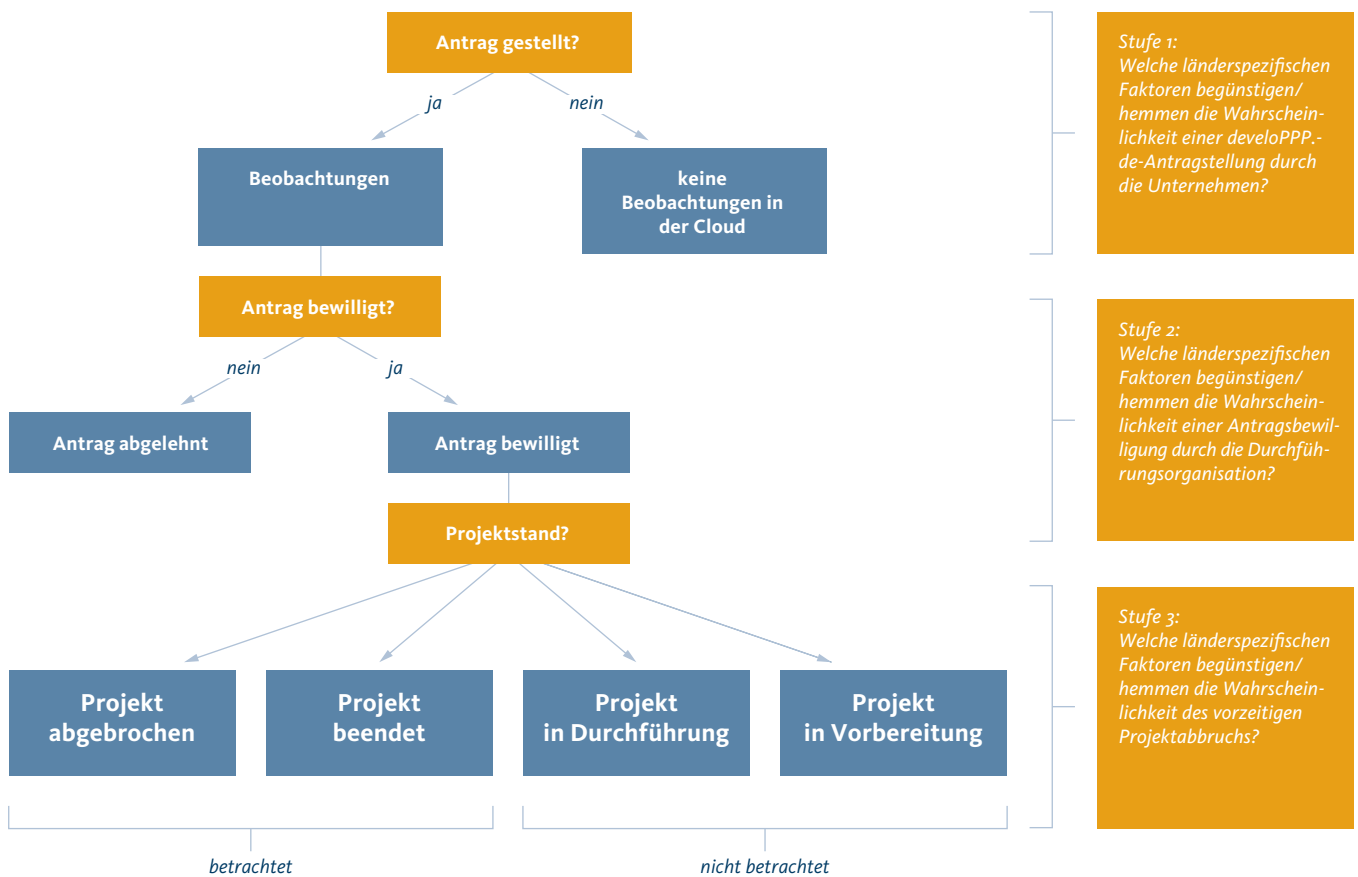 Antrag gestellt?
ja
nein
Beobachtungen
keine
Beobachtungen in
der Cloud
Stufe 1:
Welche länderspezifischen
Faktoren begünstigen/
hemmen die Wahrschein-
lichkeit einer develoPPP.-
de-Antragstellung durch
die Unternehmen?
Antrag bewilligt?
nein
ja
Antrag abgelehnt
Antrag bewilligt
Stufe 2:
Welche länderspezifischen
Faktoren begünstigen/
hemmen die Wahrschein-
lichkeit einer Antragsbewil-
ligung durch die Durchfüh-
rungsorganisation?
Projektstand?
Projekt
abgebrochen
Projekt
beendet
Projekt
in Durchführung
Projekt
in Vorbereitung
Stufe 3:
Welche länderspezifischen
Faktoren begünstigen/
hemmen die Wahrschein-
lichkeit des vorzeitigen
Projektabbruchs?
betrachtet
nicht betrachtet